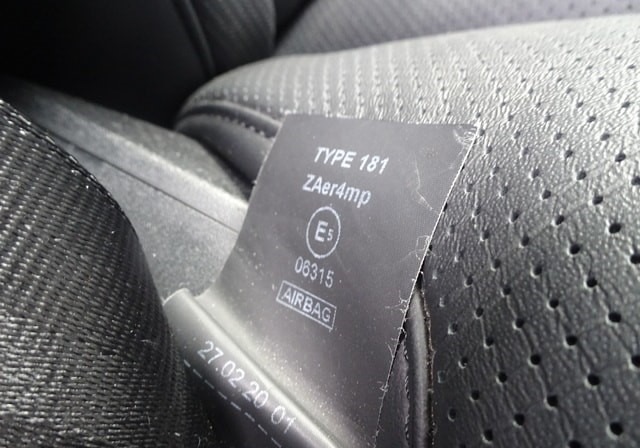 TYPE 181
ZAer4mp
E5
06315
AIRBAG
27.02 20 01